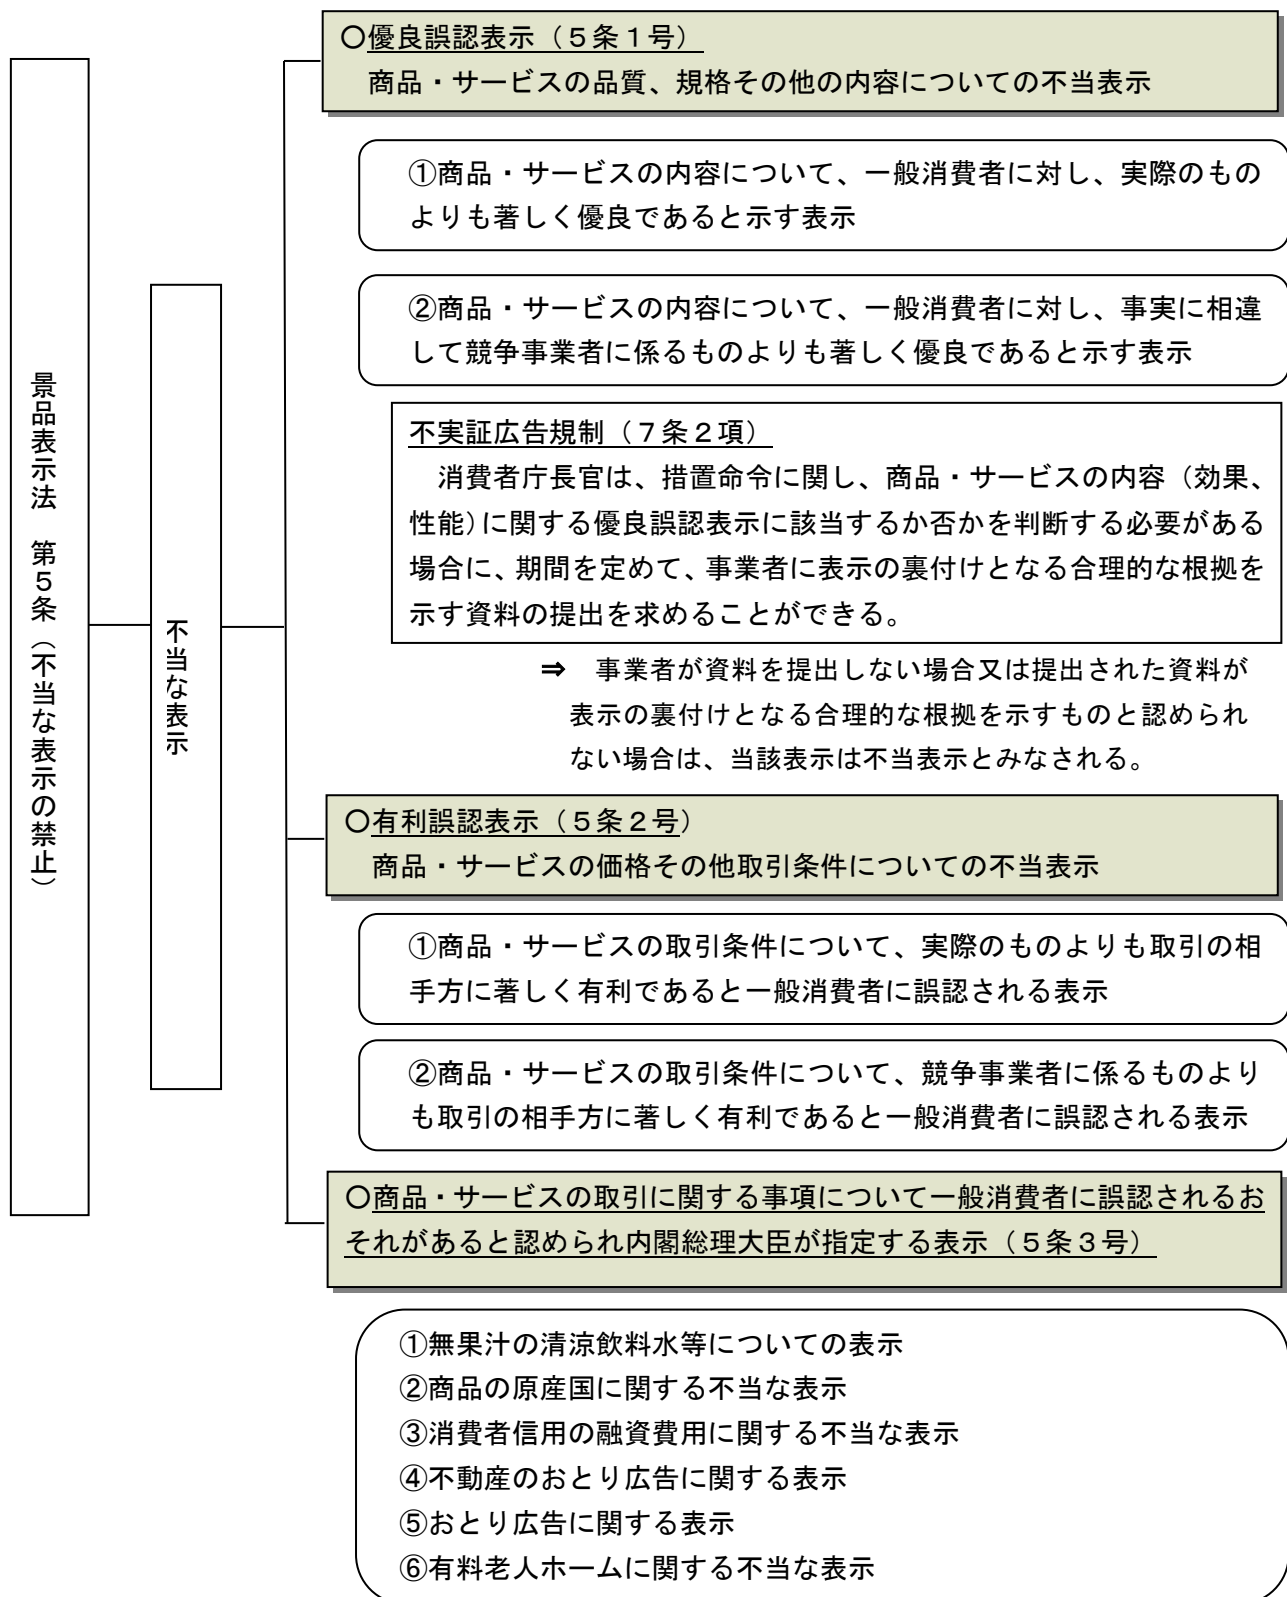 景品表示法　第５条（不当な表示の禁止）
不当な表示
〇優良誤認表示（５条１号）
商品・サービスの品質、規格その他の内容についての不当表示
①商品・サービスの内容について、一般消費者に対し、実際のもの
よりも著しく優良であると示す表示
②商品・サービスの内容について、一般消費者に対し、事実に相違
して競争事業者に係るものよりも著しく優良であると示す表示
不実証広告規制（７条２項）
消費者庁長官は、措置命令に関し、商品・サービスの内容（効果、
性能）に関する優良誤認表示に該当するか否かを判断する必要がある
場合に、期間を定めて、事業者に表示の裏付けとなる合理的な根拠を
示す資料の提出を求めることができる。
⇒　事業者が資料を提出しない場合又は提出された資料が
表示の裏付けとなる合理的な根拠を示すものと認められ
ない場合は、当該表示は不当表示とみなされる。
〇有利誤認表示（５条２号）
商品・サービスの価格その他取引条件についての不当表示
①商品・サービスの取引条件について、実際のものよりも取引の相
手方に著しく有利であると一般消費者に誤認される表示
②商品・サービスの取引条件について、競争事業者に係るものより
も取引の相手方に著しく有利であると一般消費者に誤認される表示
〇商品・サービスの取引に関する事項について一般消費者に誤認されるお
それがあると認められ内閣総理大臣が指定する表示（５条３号）
①無果汁の清涼飲料水等についての表示
②商品の原産国に関する不当な表示
③消費者信用の融資費用に関する不当な表示
④不動産のおとり広告に関する表示
⑤おとり広告に関する表示
⑥有料老人ホームに関する不当な表示